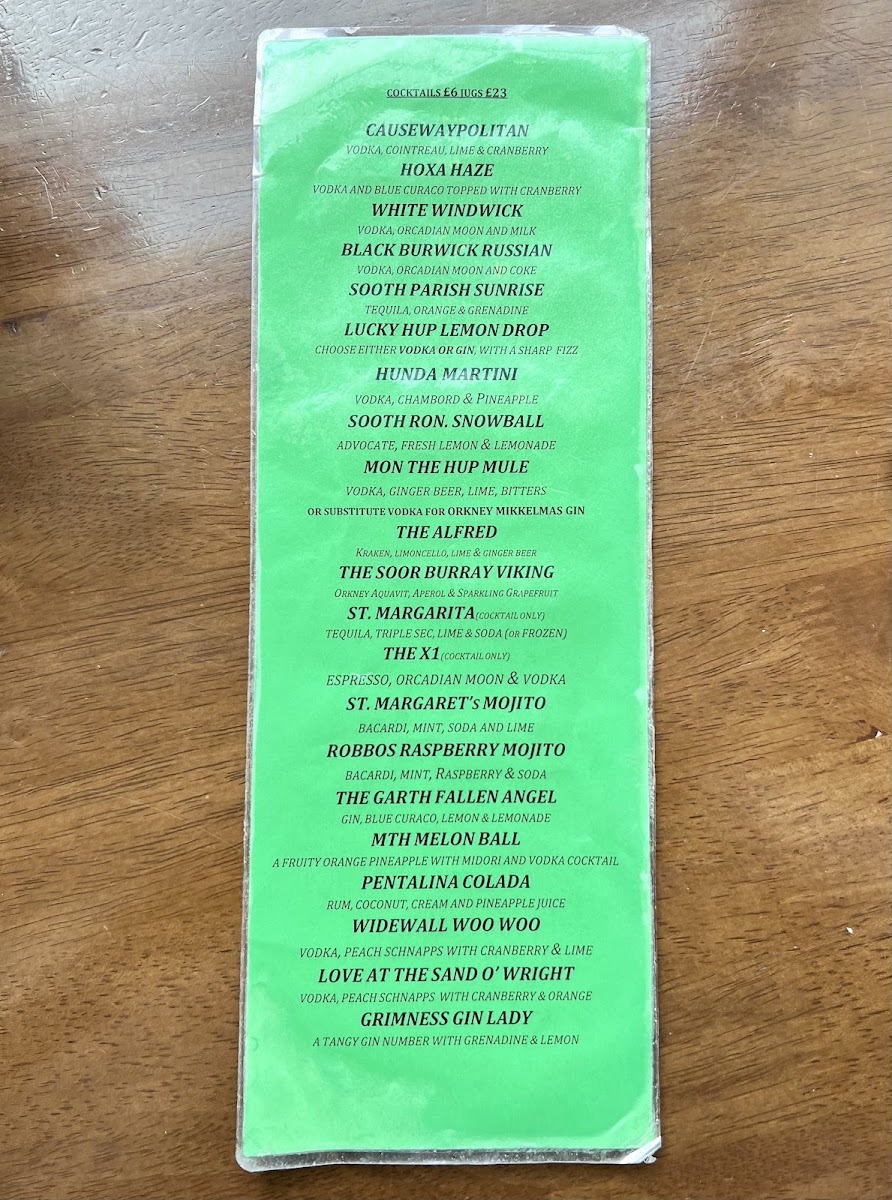 COCKTAILS £6 JUGS £23
CAUSEWAYPOLITAN
VODKA, COINTREAU, LIME & CRANBERRY
HOXA HAZE
VODKA AND BLUE CURACO TOPPED WITH CRANBERRY
WHITE WINDWICK
VODKA, ORCADIAN MOON AND MILK
BLACK BURWICK RUSSIAN
VODKA, ORCADIAN MOON AND COKE
SOOTH PARISH SUNRISE
TEQUILA, ORANGE & GRENADINE
LUCKY HUP LEMON DROP
CHOOSE EITHER VODKA OR GIN, WITH A SHARP FIZZ
HUNDA MARTINI
VODKA, CHAMBORD & PINEAPPLE
SOOTH RON. SNOWBALL
ADVOCATE, FRESH LEMON & LEMONADE
MON THE HUP MULE
VODKA, GINGER BEER, LIME, BITTERS
OR SUBSTITUTE VODKA FOR ORKNEY MIKKELMAS GIN
THE ALFRED
KRAKEN, LIMONCELLO, LIME & GINGER BEER
THE SOOR BURRAY VIKING
ORKNEY AQUAVIT, APEROL & SPARKLING GRAPEFRUIT
ST. MARGARITA (COCKTAIL ONLY)
TEQUILA, TRIPLE SEC, LIME & SODA (OR FROZEN)
THE X1 (COCKTAIL ONLY)
ESPRESSO, ORCADIAN MOON & VODKA
ST. MARGARET's MOJITO
BACARDI, MINT, SODA AND LIME
ROBBOS RASPBERRY MOJITO
BACARDI, MINT, RASPBERRY & SODA
THE GARTH FALLEN ANGEL
GIN, BLUE CURACO, LEMON & LEMONADE
MTH MELON BALL
A FRUITY ORANGE PINEAPPLE WITH MIDORI AND VODKA COCKTAIL
PENTALINA COLADA
RUM, COCONUT, CREAM AND PINEAPPLE JUICE
WIDEWALL WOO WOO
VODKA, PEACH SCHNAPPS WITH CRANBERRY & LIME
LOVE AT THE SAND O' WRIGHT
VODKA, PEACH SCHNAPPS WITH CRANBERRY & ORANGE
GRIMNESS GIN LADY
A TANGY GIN NUMBER WITH GRENADINE & LEMON